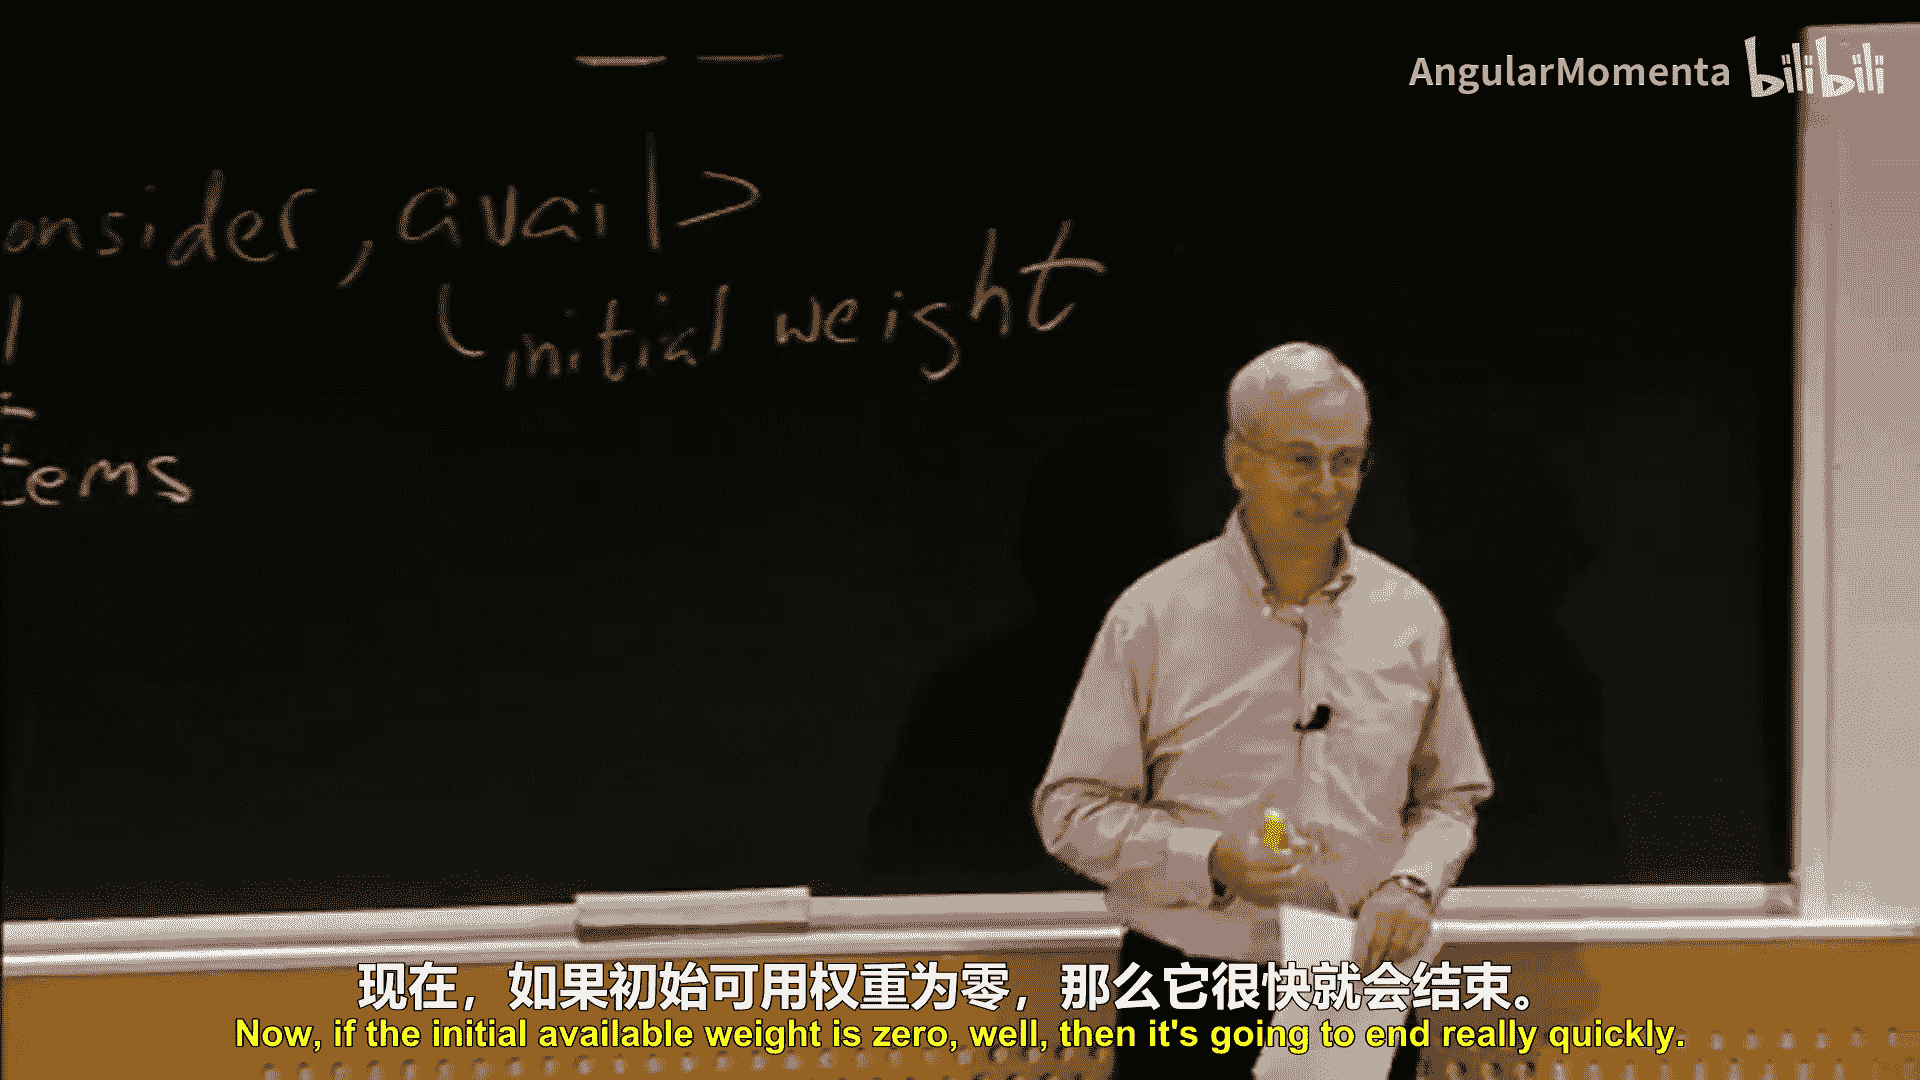 AngularMomenta bilibili
onsider, avail>
initial weight
tems
现在，如果初始可用权重为零，那么它很快就会结束。
Now, if the initial available weight is zero, well, then it's going to end really quickly.